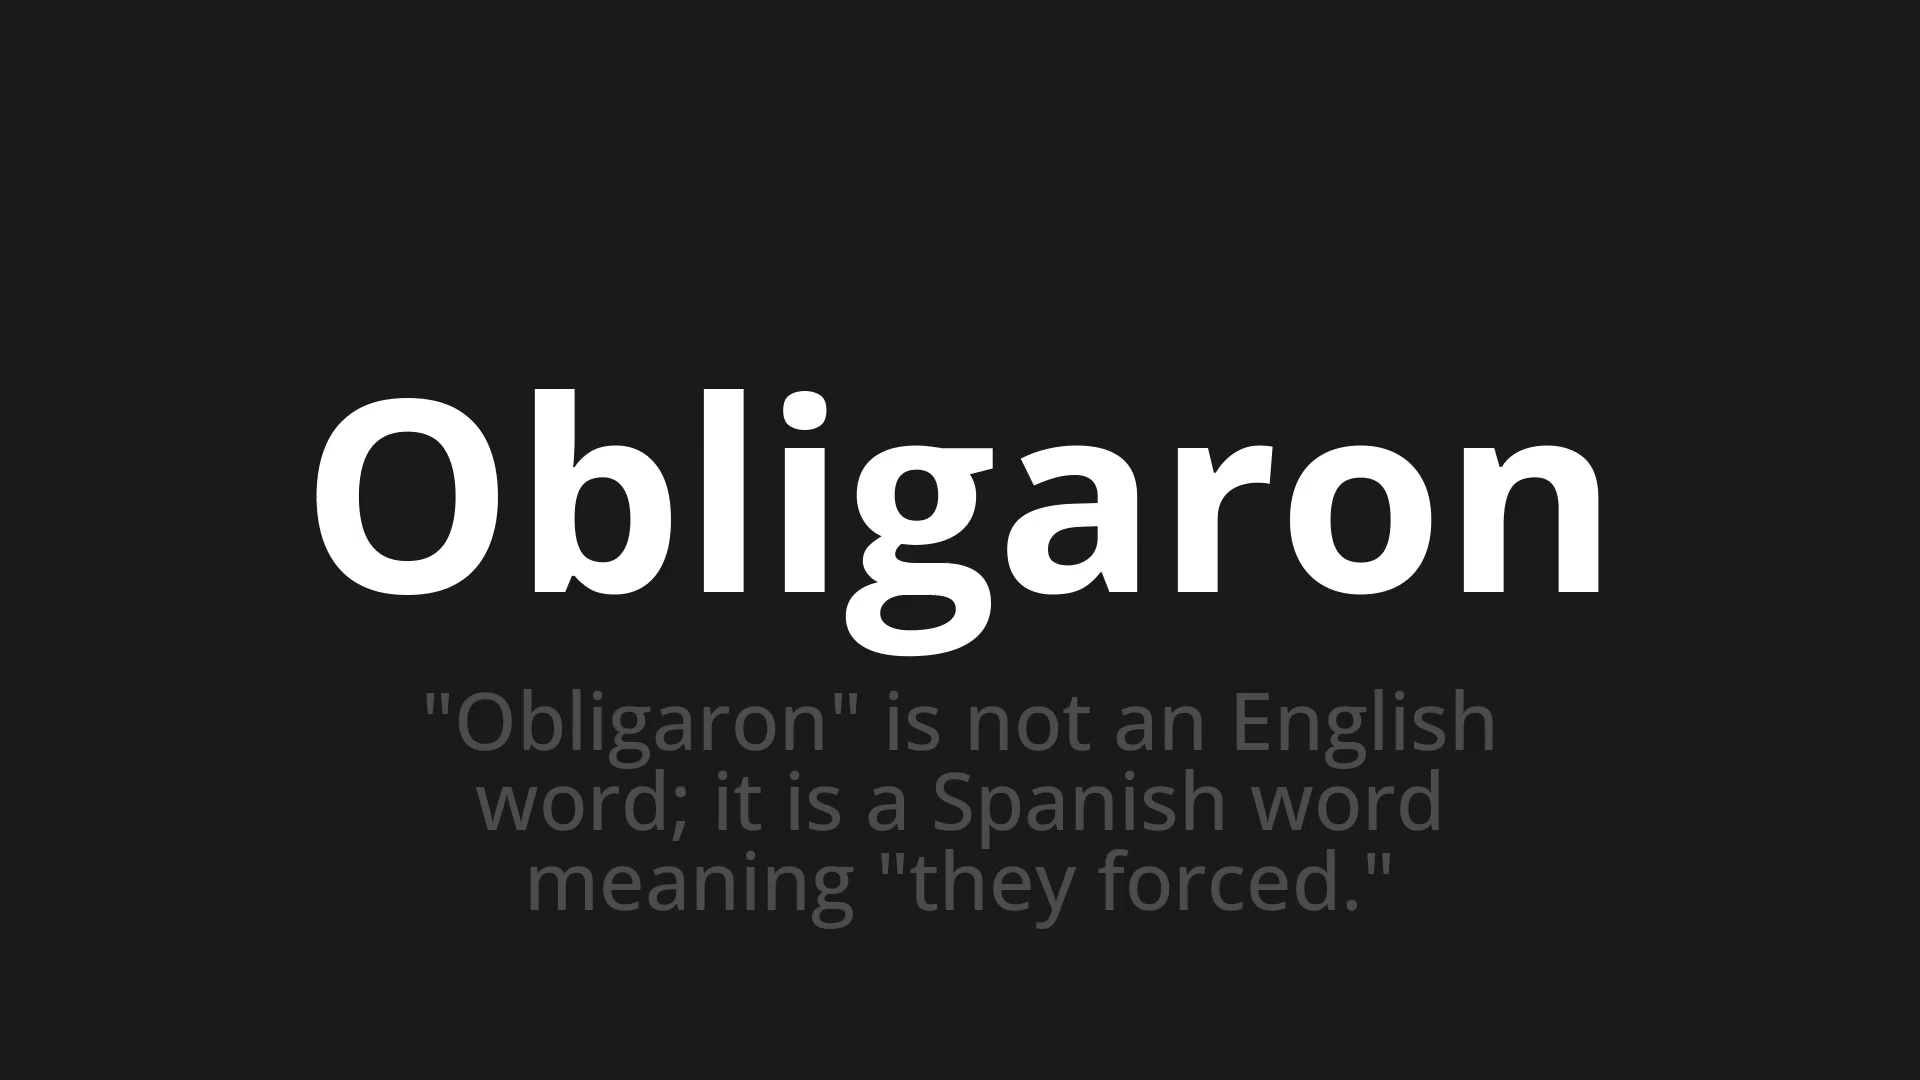 Obligaron
"Obligaron" is not an English
word; it is a Spanish word
meaning "they forced."